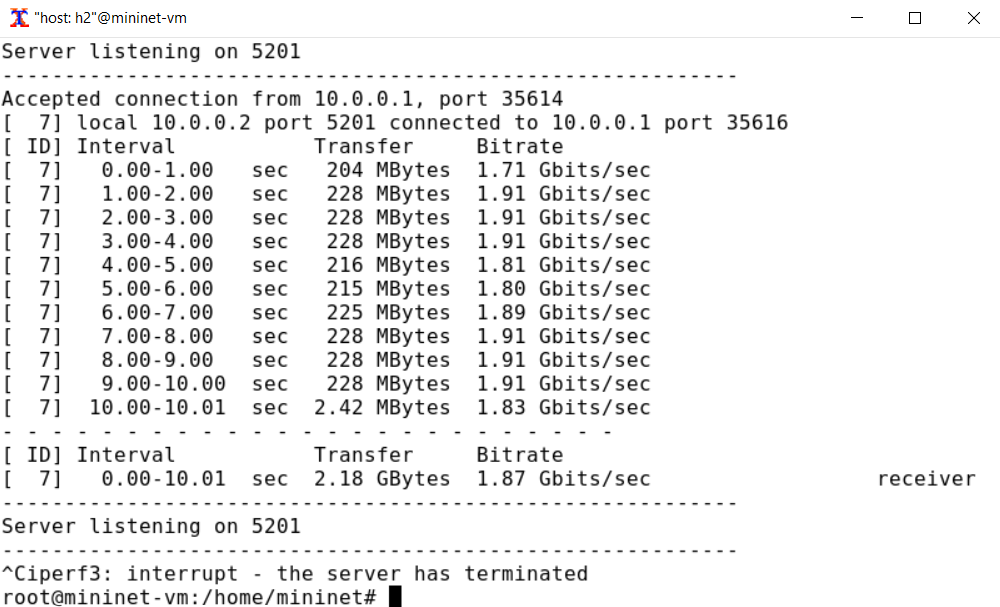 "host: h2"@mininet-vm
Server listening on 5201
-----------------------------------------------------------
Accepted connection from 10.0.0.1, port 35614
[  7] local 10.0.0.2 port 5201 connected to 10.0.0.1 port 35616
[ ID] Interval           Transfer     Bitrate
[  7]   0.00-1.00   sec   204 MBytes  1.71 Gbits/sec
[  7]   1.00-2.00   sec   228 MBytes  1.91 Gbits/sec
[  7]   2.00-3.00   sec   228 MBytes  1.91 Gbits/sec
[  7]   3.00-4.00   sec   228 MBytes  1.91 Gbits/sec
[  7]   4.00-5.00   sec   216 MBytes  1.81 Gbits/sec
[  7]   5.00-6.00   sec   215 MBytes  1.80 Gbits/sec
[  7]   6.00-7.00   sec   225 MBytes  1.89 Gbits/sec
[  7]   7.00-8.00   sec   228 MBytes  1.91 Gbits/sec
[  7]   8.00-9.00   sec   228 MBytes  1.91 Gbits/sec
[  7]   9.00-10.00  sec   228 MBytes  1.91 Gbits/sec
[  7]  10.00-10.01  sec  2.42 MBytes  1.83 Gbits/sec
- - - - - - - - - - - - - - - - - - - - - - - - -
[ ID] Interval           Transfer     Bitrate
[  7]   0.00-10.01  sec  2.18 GBytes  1.87 Gbits/sec                  receiver
-----------------------------------------------------------
Server listening on 5201
-----------------------------------------------------------
^Ciperf3: interrupt - the server has terminated
root@mininet-vm:/home/mininet#